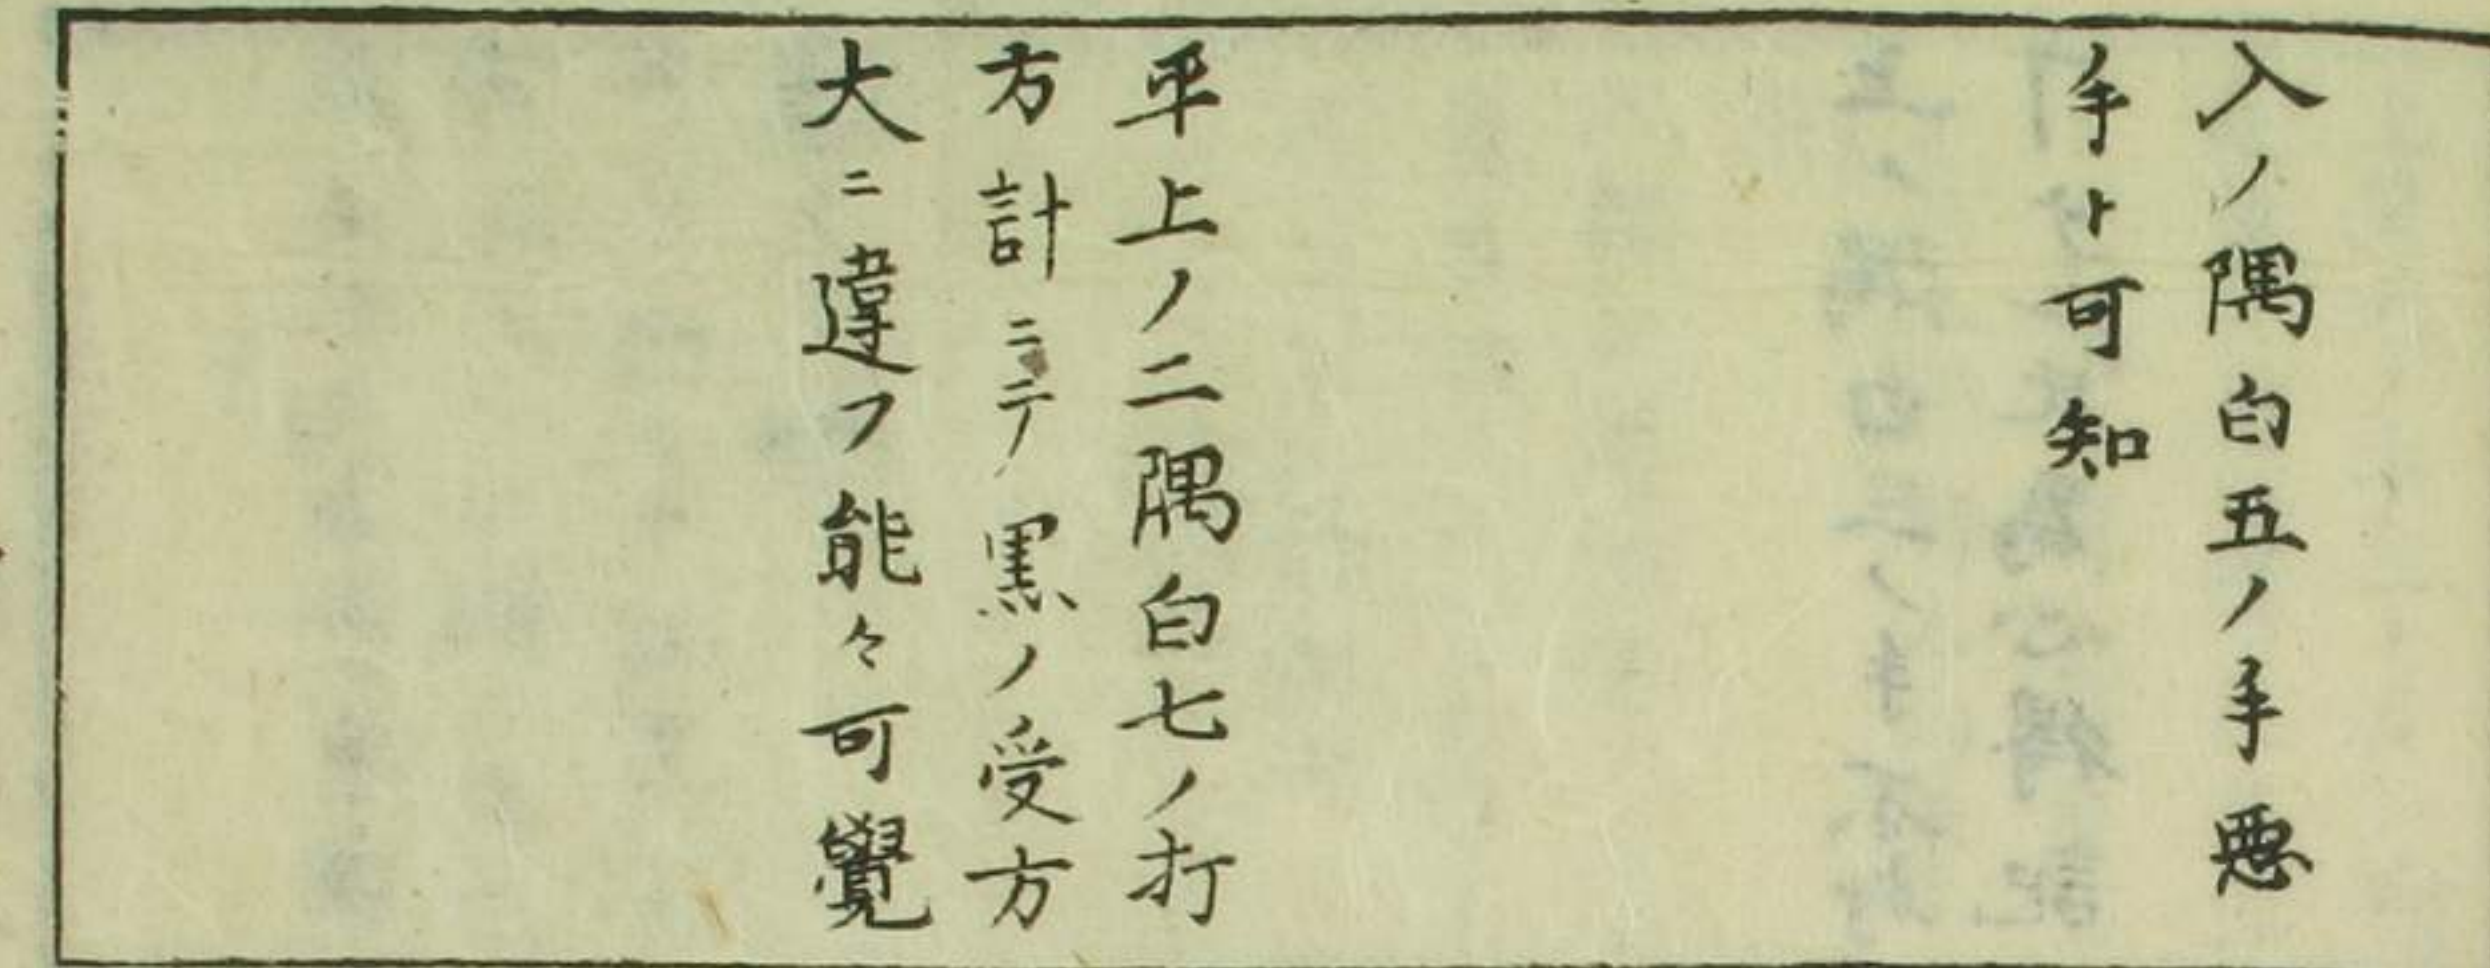 入ノ隅白五ノ手悪
手ト可知
平上ノ二隅白七ノ打
方計ニテ黒ノ受方
大ニ違フ能々可覺